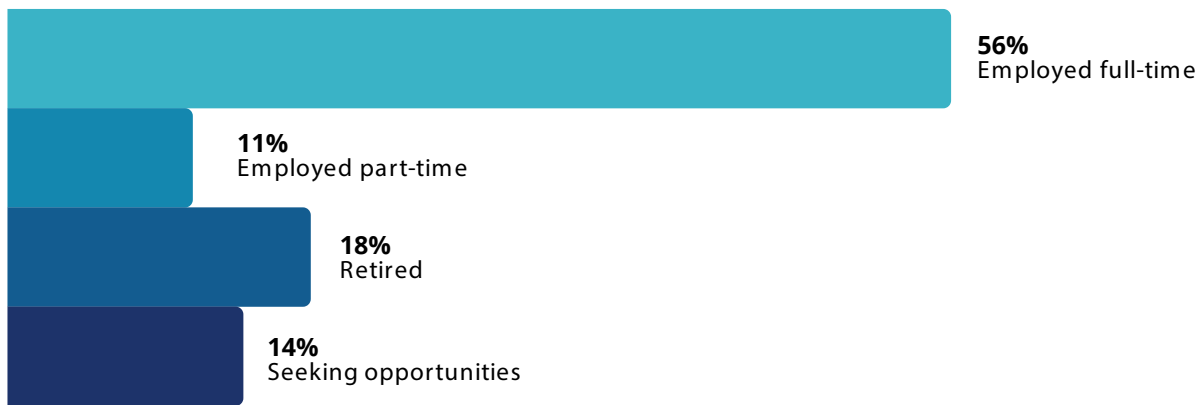 56%
Employed full-time
11%
Employed part-time
18%
Retired
14%
Seeking opportunities